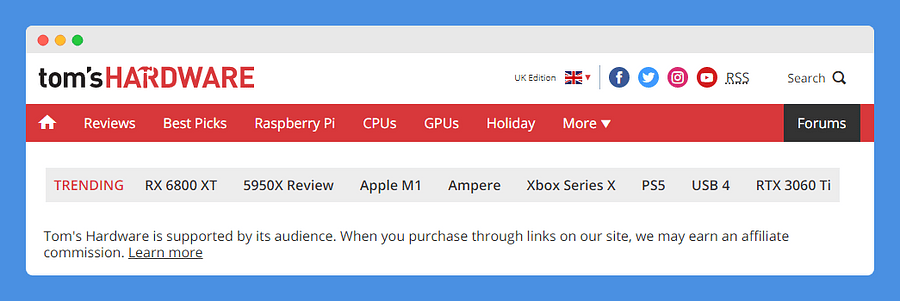 tom'sHARDWARE UK Edition RSS Search
Reviews Best Picks Raspberry Pi CPUs GPUs Holiday More Forums
TRENDING RX 6800 XT 5950X Review Apple M1 Ampere Xbox Series X PS5 USB 4 RTX 3060 Ti
Tom's Hardware is supported by its audience. When you purchase through links on our site, we may earn an affiliate
commission. Learn more